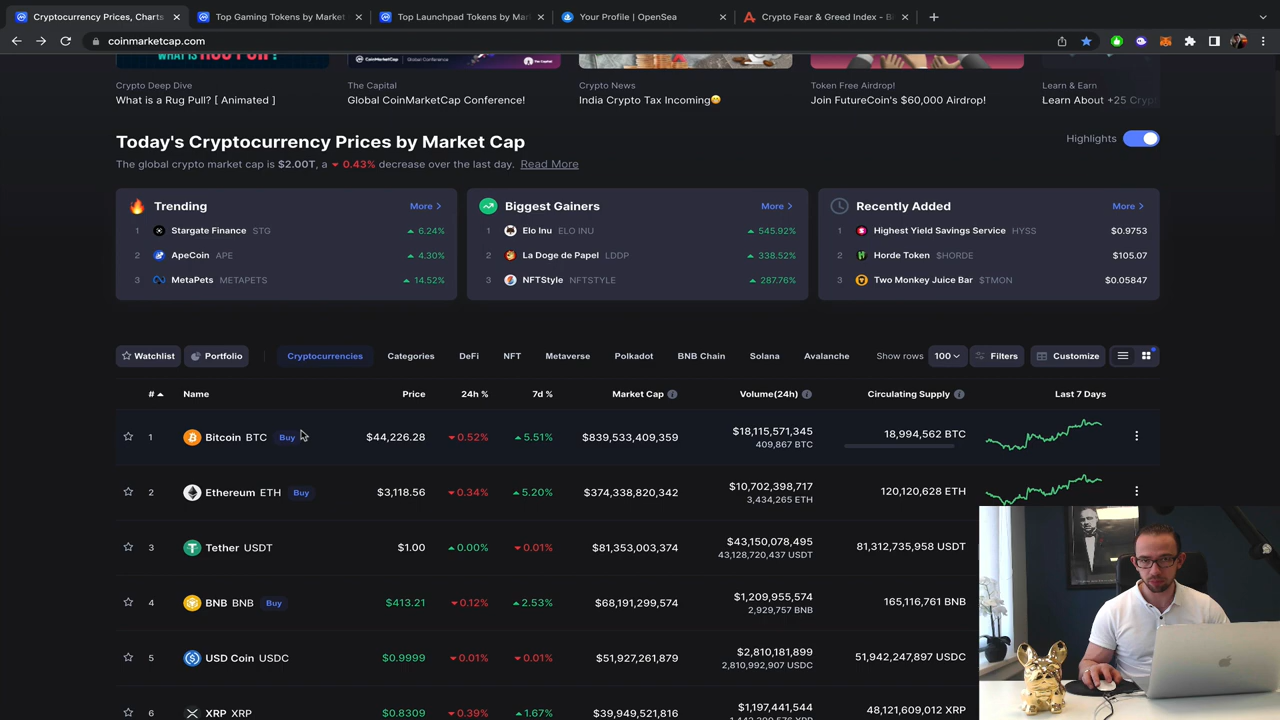 Cryptocurrency Prices, Charts
Top Gaming Tokens by Market
Top Launchpad Tokens by Mar
Your Profile | OpenSea
Crypto Fear & Greed Index - Bi
coinmarketcap.com
Crypto Deep Dive
What is a Rug Pull? [ Animated ]
The Capital
Global CoinMarketCap Conference!
Crypto News
India Crypto Tax Incoming
Token Free Airdrop!
Join FutureCoin's $60,000 Airdrop!
Learn & Earn
Learn About +25 Cryp
Today's Cryptocurrency Prices by Market Cap
Highlights
The global crypto market cap is $2.00T, a 0.43% decrease over the last day. Read More
Trending More
1 Stargate Finance STG 6.24%
2 ApeCoin APE 4.30%
3 MetaPets METAPETS 14.52%
Biggest Gainers More
1 Elo Inu ELO INU 545.92%
2 La Doge de Papel LDDP 338.52%
3 NFTStyle NFTSTYLE 287.76%
Recently Added More
1 Highest Yield Savings Service HYSS $0.9753
2 Horde Token $HORDE $105.07
3 Two Monkey Juice Bar $TMON $0.05847
Watchlist Portfolio Cryptocurrencies Categories DeFi NFT Metaverse Polkadot BNB Chain Solana Avalanche Show rows 100 Filters Customize
# Name Price 24h % 7d % Market Cap Volume(24h) Circulating Supply Last 7 Days
1 Bitcoin BTC Buy $44,226.28 0.52% 5.51% $839,533,409,359 $18,115,571,345 18,994,562 BTC
409,867 BTC
2 Ethereum ETH Buy $3,118.56 0.34% 5.20% $374,338,820,342 $10,702,398,717 120,120,628 ETH
3,434,265 ETH
3 Tether USDT $1.00 0.00% 0.01% $81,353,003,374 $43,150,078,495 81,312,735,958 USDT
43,128,720,437 USDT
4 BNB BNB Buy $413.21 0.12% 2.53% $68,191,299,574 $1,209,955,574 165,116,761 BNB
2,929,757 BNB
5 USD Coin USDC $0.9999 0.01% 0.01% $51,927,261,879 $2,810,181,899 51,942,247,897 USDC
2,810,992,907 USDC
6 XRP XRP $0.8309 0.39% 1.67% $39,949,521,816 $1,197,441,544 48,121,609,012 XRP